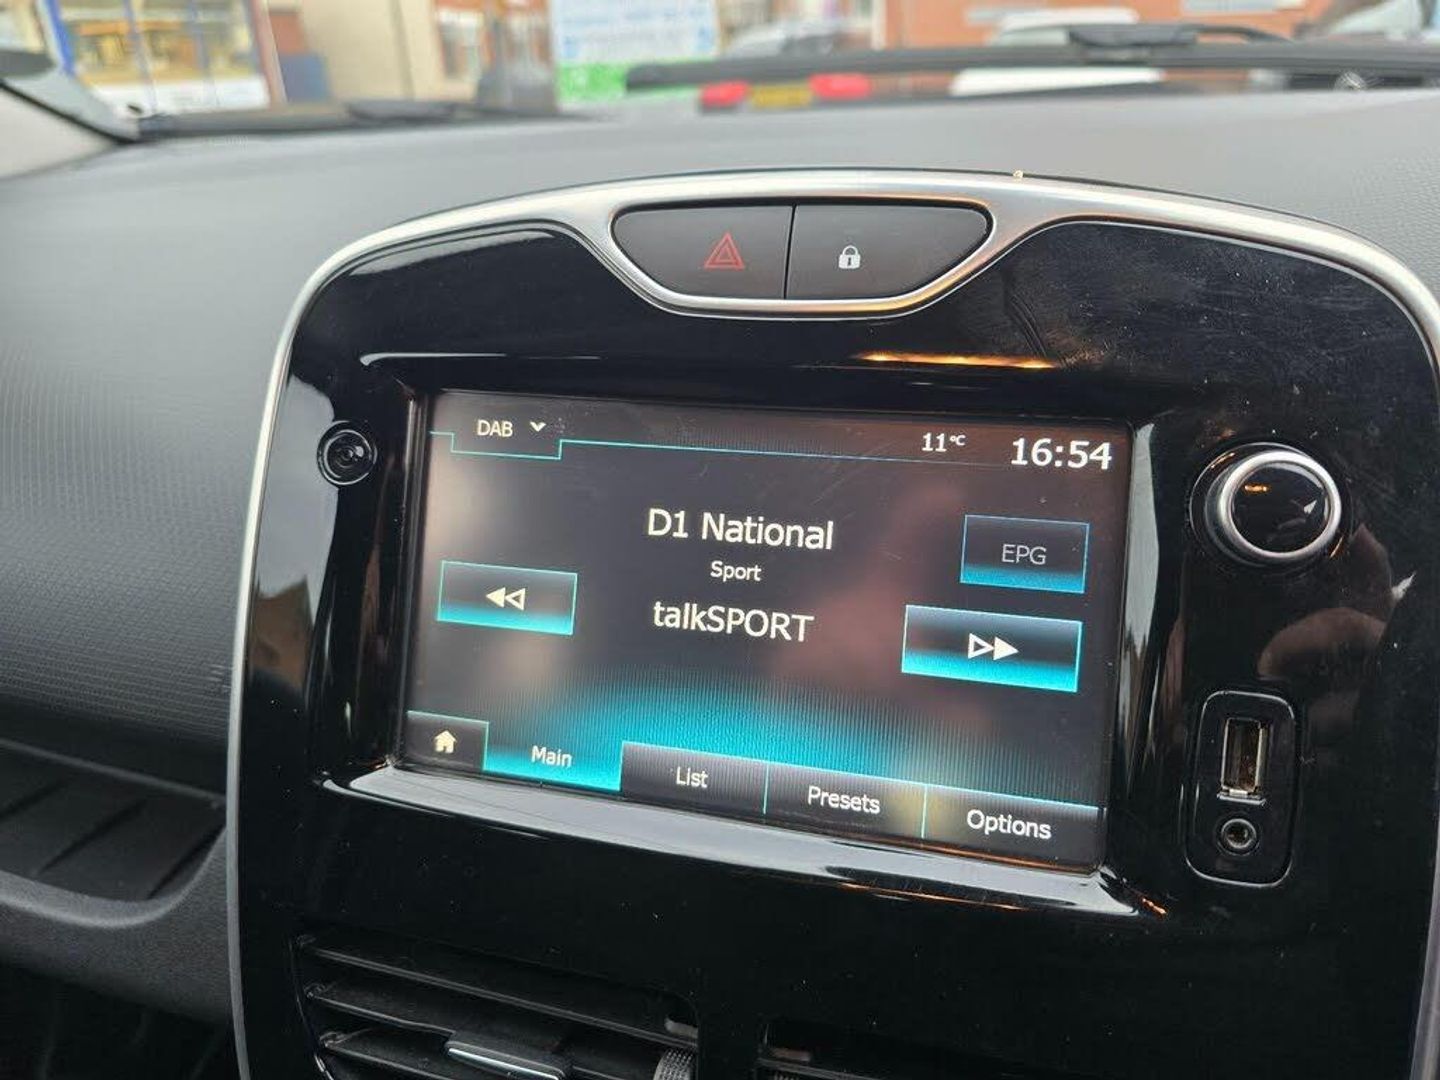 DAB
11°C
16:54
D1 National
EPG
Sport
talkSPORT
Main
List
Presets
Options